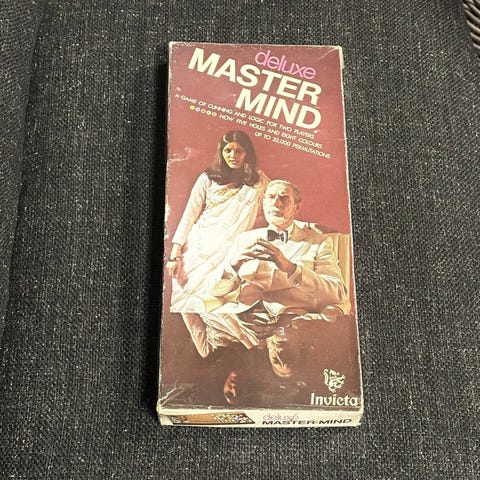 deluxe
MASTER
MIND
A GAME OF CUNNING AND LOGIC FOR TWO PLAYERS
NOW FIVE HOLES AND EIGHT COLOURS
UP TO 33,000 PERMUTATIONS
Invicta
deluxe
MASTER MIND